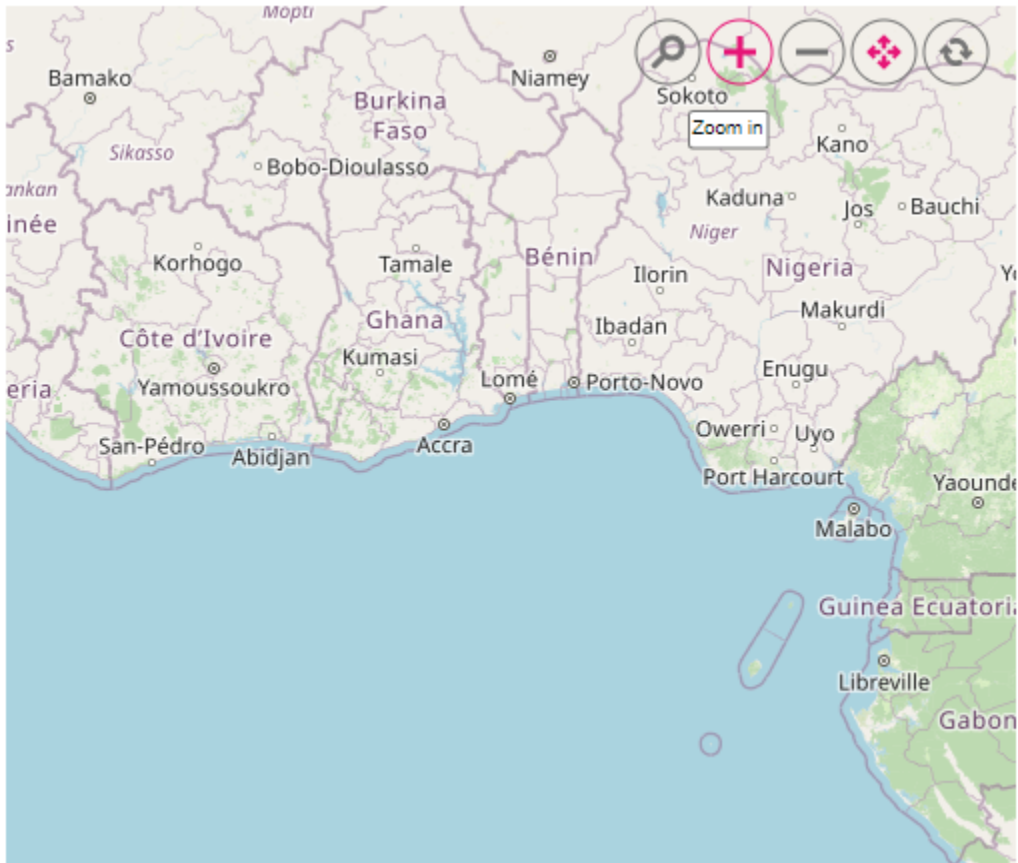 Mopti
s
Bamako
Niamey
Sokoto
Burkina
Faso
Zoom in
Kano
Sikasso
Bobo-Dioulasso
ankan
Kaduna
Jos
Bauchi
inée
Niger
Korhogo
Tamale
Bénin
Ilorin
Nigeria
Yo
Makurdi
Ghana
Côte d'Ivoire
Ibadan
Kumasi
Enugu
Yamoussoukro
Lomé
Porto-Novo
eria
Owerri
Uyo
San-Pédro
Abidjan
Accra
Port Harcourt
Yaounde
Malabo
Guinea Ecuatoria
Libreville
Gabon